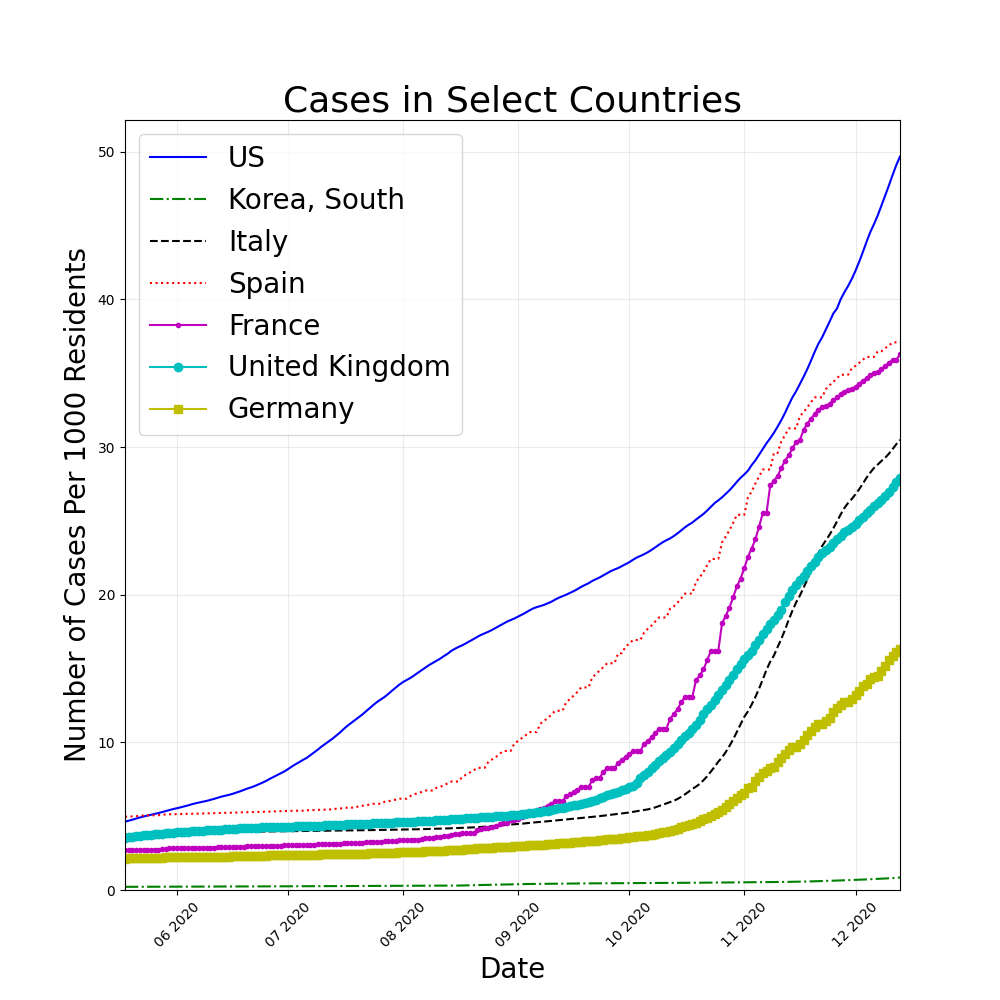 Cases in Select Countries
US
Korea, South
Italy
Spain
France
United Kingdom
Germany
Number of Cases Per 1000 Residents
50
40
30
20
10
0
06 2020
07 2020
08 2020
09 2020
10 2020
11 2020
12 2020
Date